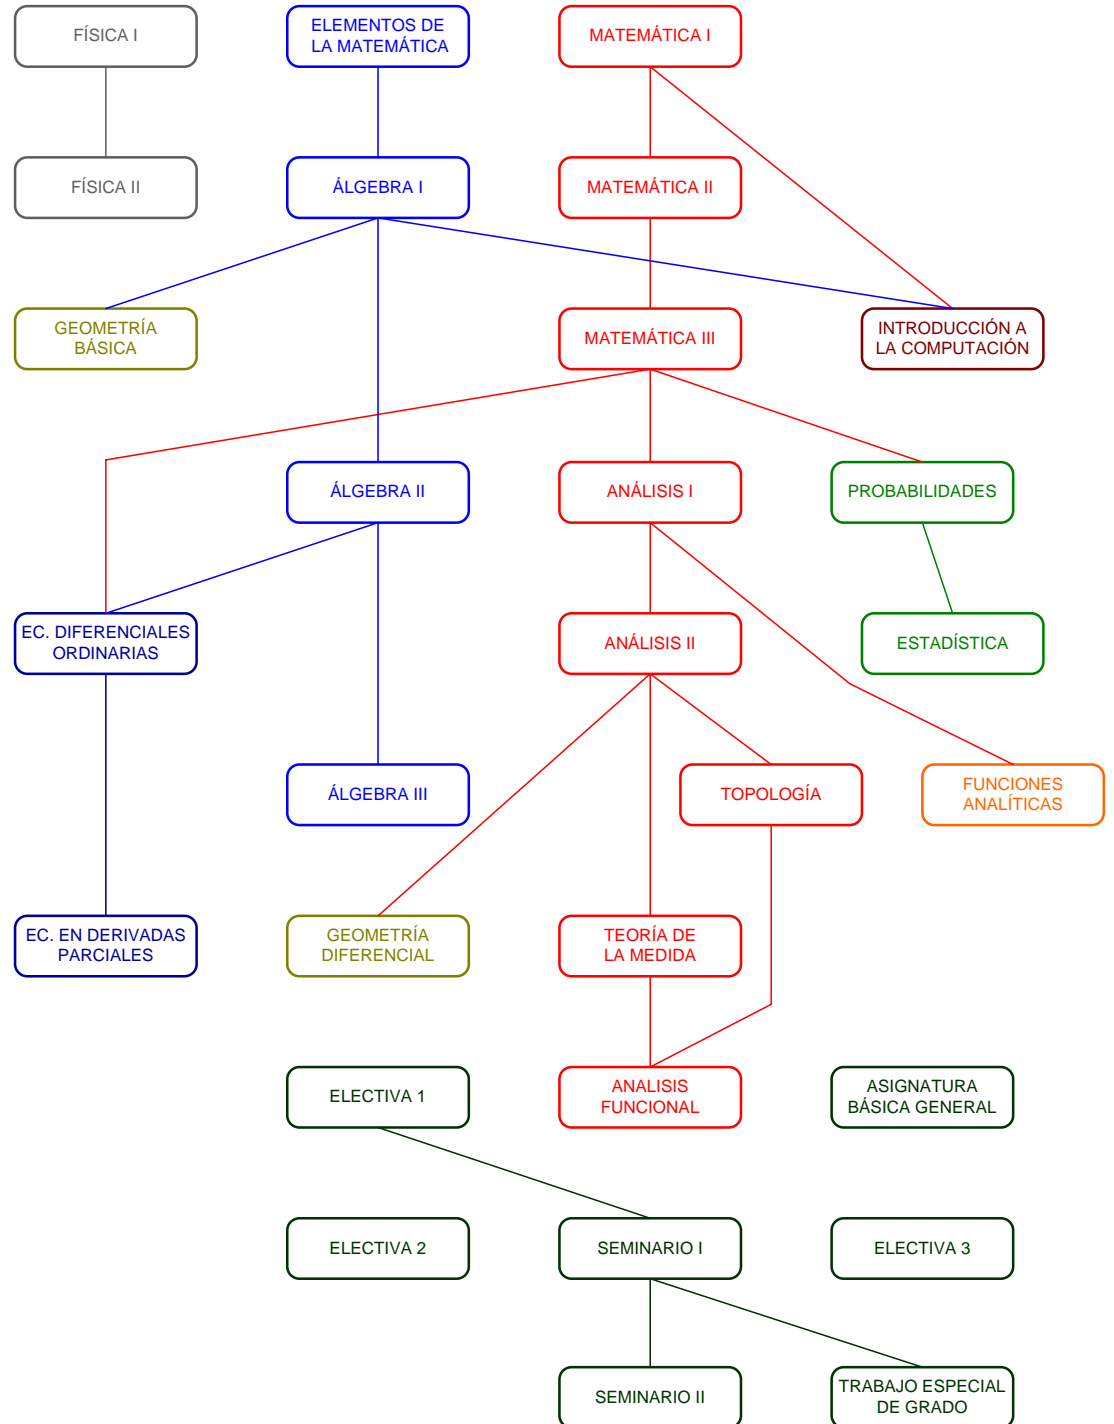 FÍSICA I
ELEMENTOS DE
LA MATEMÁTICA
MATEMÁTICA I
FÍSICA II
ÁLGEBRA I
MATEMÁTICA II
GEOMETRÍA
BÁSICA
MATEMÁTICA III
INTRODUCCIÓN A
LA COMPUTACIÓN
ÁLGEBRA II
ANÁLISIS I
PROBABILIDADES
EC. DIFERENCIALES
ORDINARIAS
ANÁLISIS II
ESTADÍSTICA
ÁLGEBRA III
TOPOLOGÍA
FUNCIONES
ANALÍTICAS
EC. EN DERIVADAS
PARCIALES
GEOMETRÍA
DIFERENCIAL
TEORÍA DE
LA MEDIDA
ELECTIVA 1
ANALISIS
FUNCIONAL
ASIGNATURA
BÁSICA GENERAL
ELECTIVA 2
SEMINARIO I
ELECTIVA 3
SEMINARIO II
TRABAJO ESPECIAL
DE GRADO